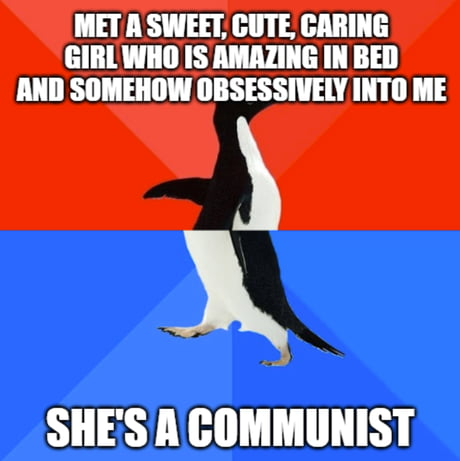 MET A SWEET, CUTE, CARING
GIRL WHO IS AMAZING IN BED
AND SOMEHOW OBSESSIVELY INTO ME
SHE'S A COMMUNIST